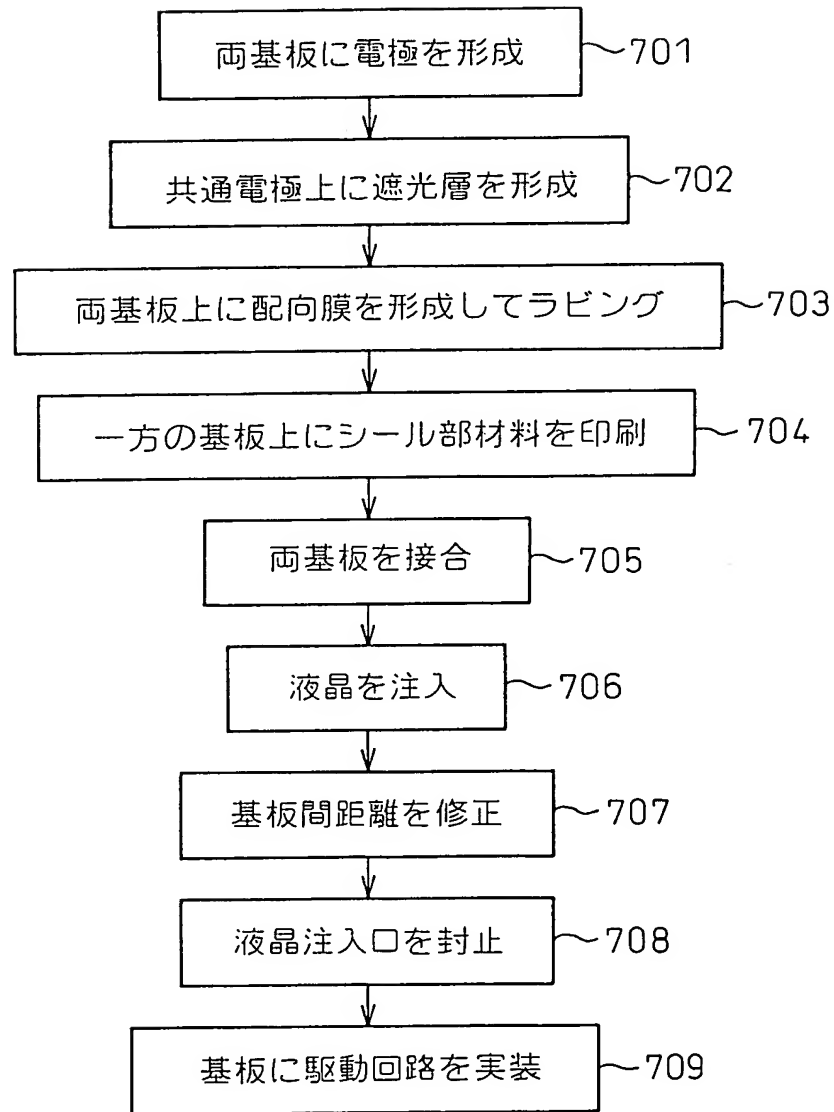 両基板に電極を形成 701
共通電極上に遮光層を形成 702
両基板上に配向膜を形成してラビング 703
一方の基板上にシール部材料を印刷 704
両基板を接合 705
液晶を注入 706
基板間距離を修正 707
液晶注入口を封止 708
基板に駆動回路を実装 709